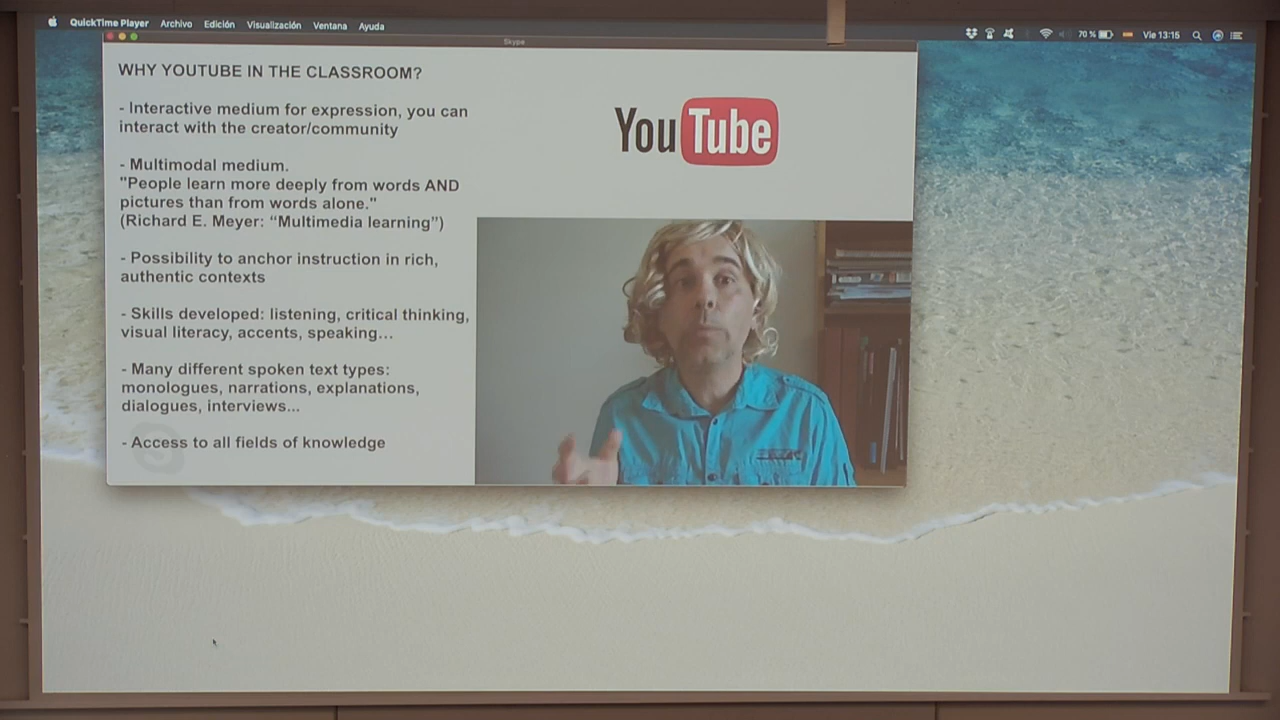 QuickTime Player Archivo Edición Visualización Ventana Ayuda
70 % Vie 13:15
Skype
WHY YOUTUBE IN THE CLASSROOM?
- Interactive medium for expression, you can
interact with the creator/community
- Multimodal medium.
"People learn more deeply from words AND
pictures than from words alone."
(Richard E. Meyer: “Multimedia learning”)
- Possibility to anchor instruction in rich,
authentic contexts
- Skills developed: listening, critical thinking,
visual literacy, accents, speaking...
- Many different spoken text types:
monologues, narrations, explanations,
dialogues, interviews...
- Access to all fields of knowledge
YouTube